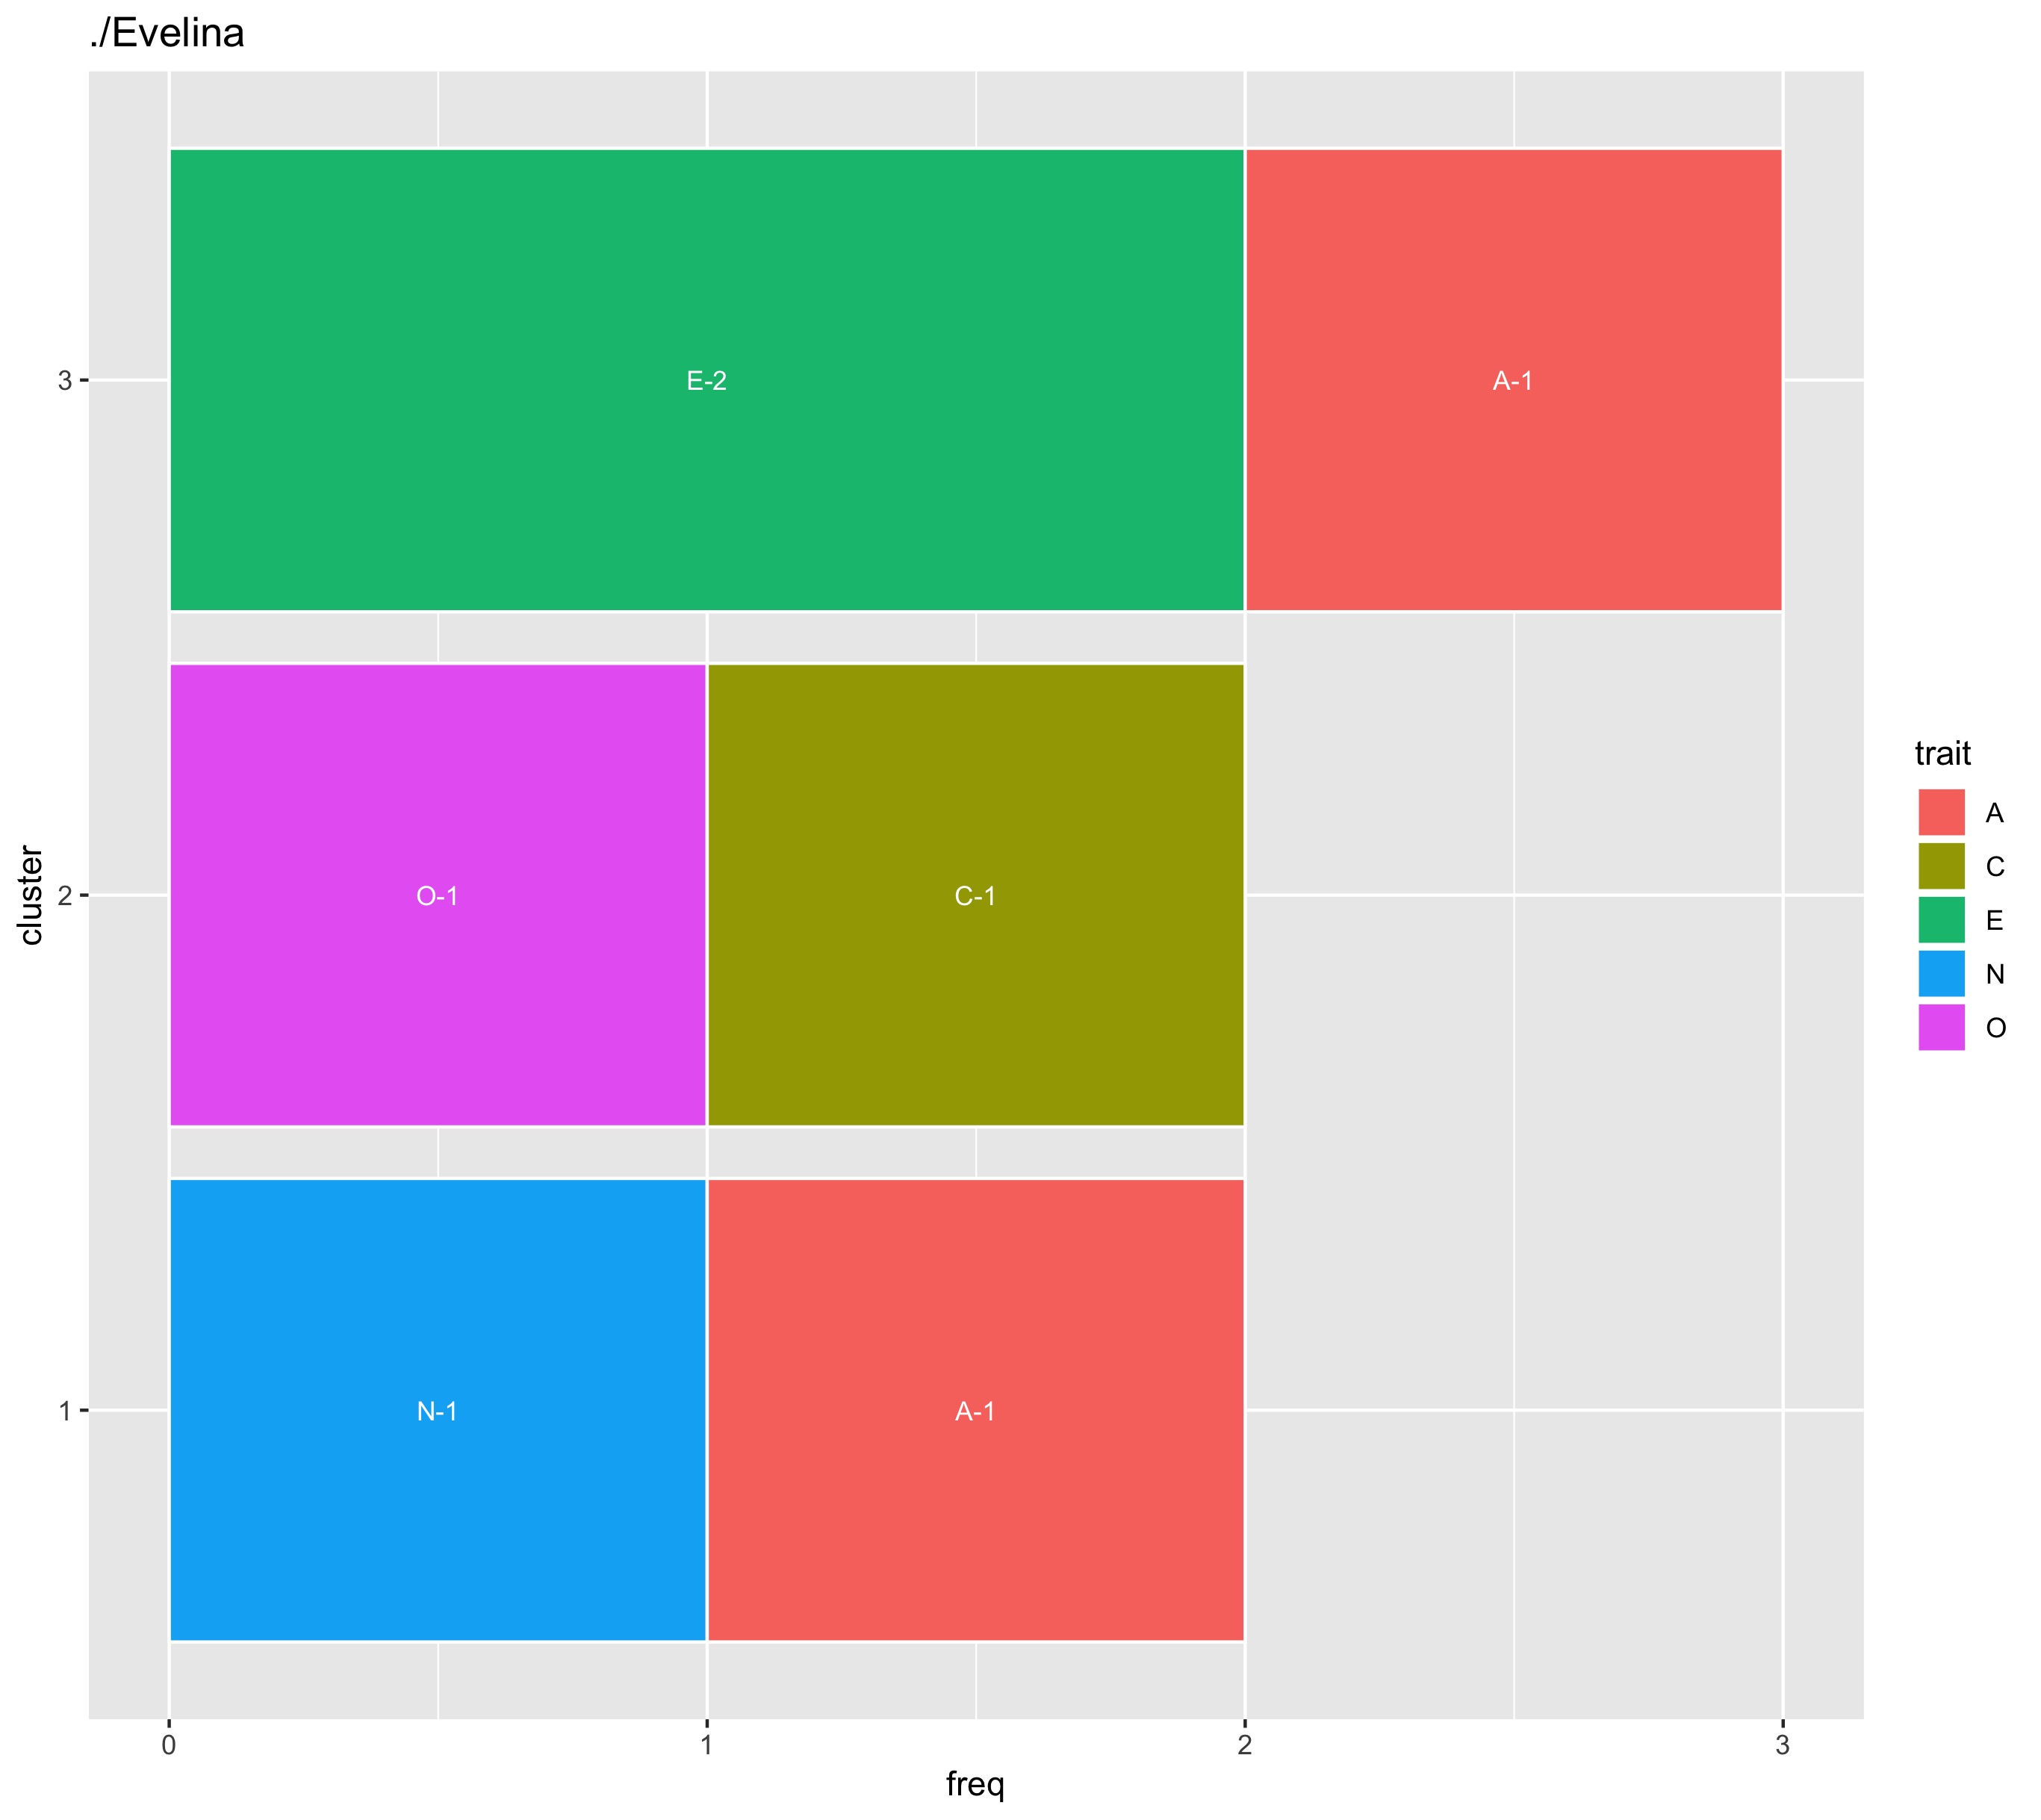 ./Evelina
3
E-2
A-1
2
O-1
C-1
1
N-1
A-1
cluster
0 1 2 3
freq
trait
A
C
E
N
O